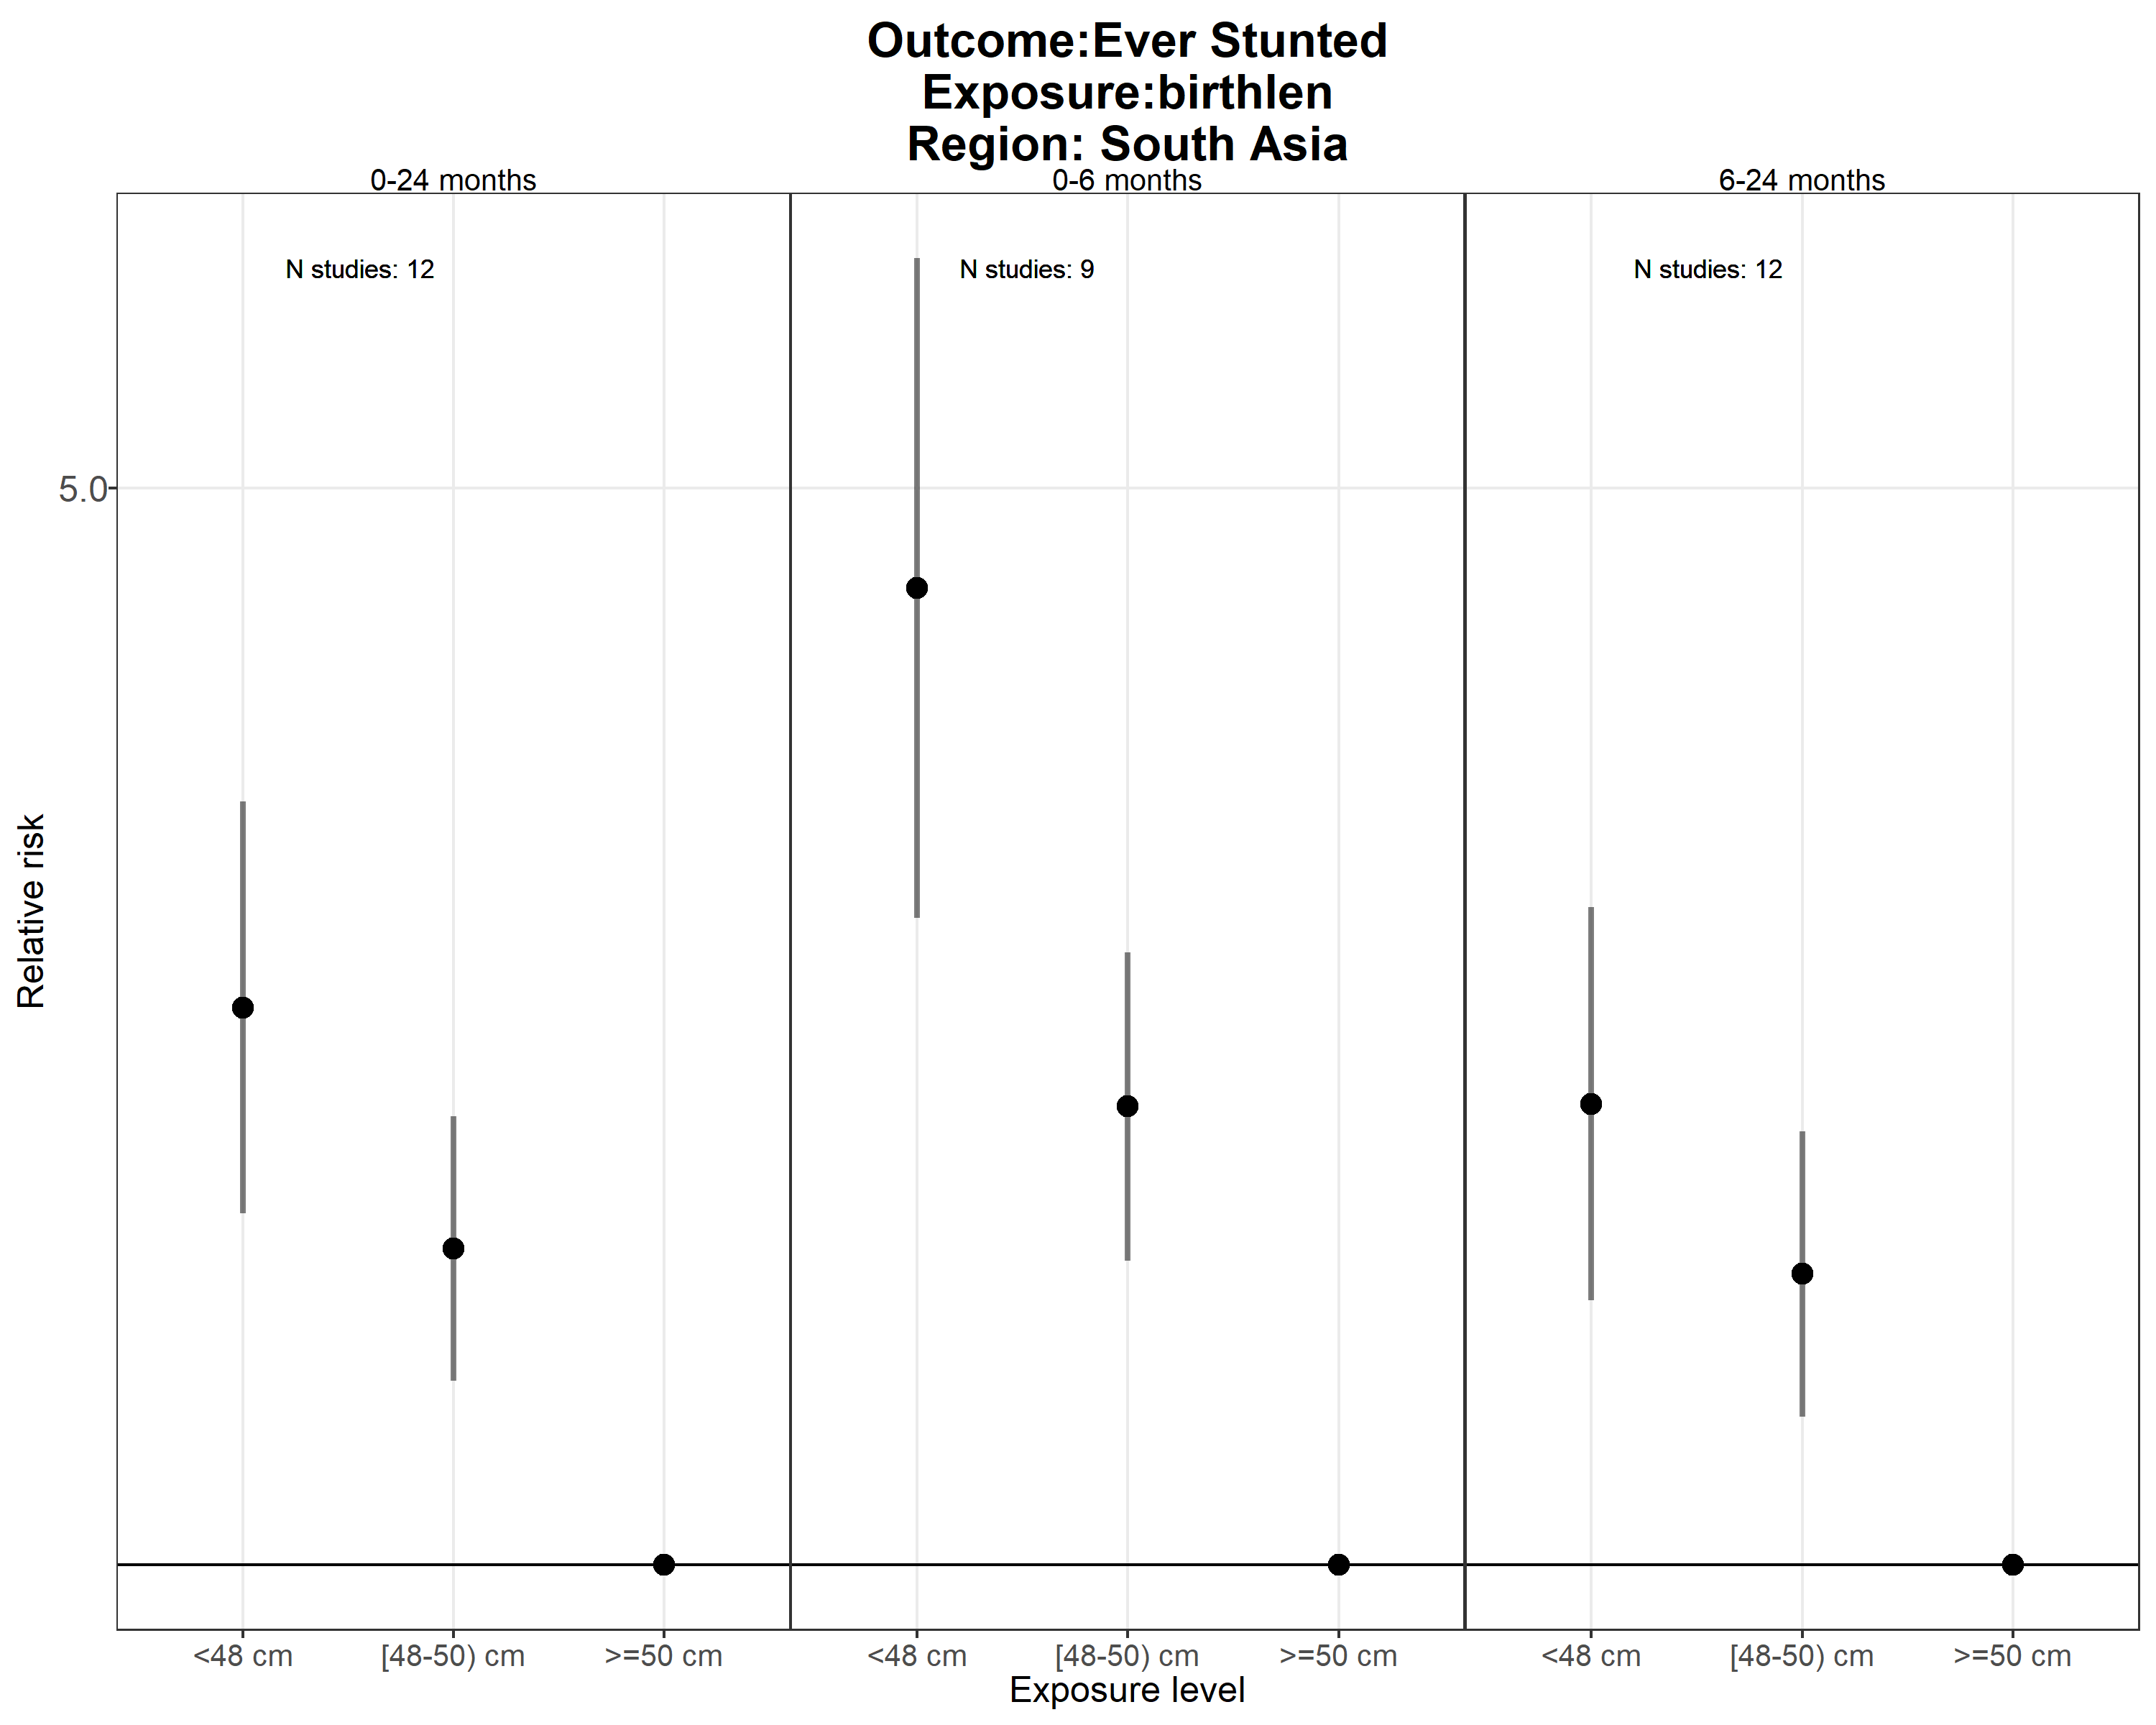 Outcome:Ever Stunted
Exposure:birthlen
Region: South Asia
0-24 months
0-6 months
6-24 months
N studies: 12
N studies: 9
N studies: 12
5.0
Relative risk
<48 cm
[48-50) cm
>=50 cm
<48 cm
[48-50) cm
>=50 cm
<48 cm
[48-50) cm
>=50 cm
Exposure level